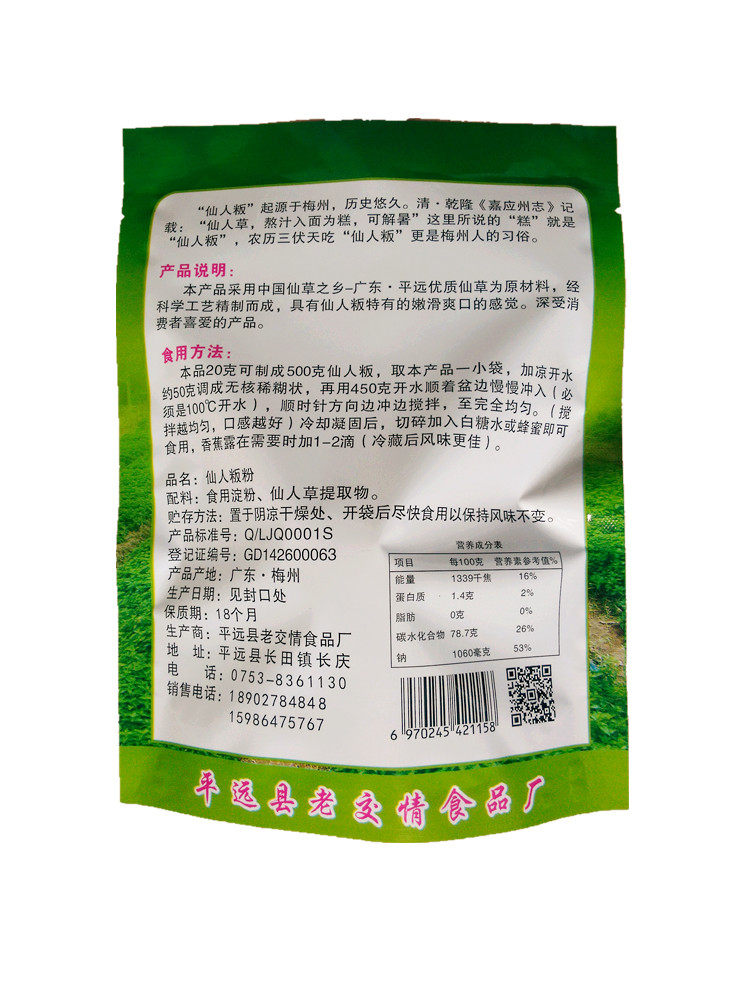 “仙人粄”起源于梅州，历史悠久。清·乾隆《嘉应州志》记
载：“仙人草，熬汁入面为糕，可解暑”这里所说的“糕”就是
“仙人粄”，农历三伏天吃“仙人粄”更是梅州人的习俗。
产品说明：
本产品采用中国仙草之乡-广东·平远优质仙草为原材料，经
科学工艺精制而成，具有仙人粄特有的嫩滑爽口的感觉。深受消
费者喜爱的产品。
食用方法：
本品20克可制成500克仙人粄，取本产品一小袋，加凉开水
约50克调成无核稀糊状，再用450克开水顺着盆边慢慢冲入（必
须是100℃开水），顺时针方向边冲边搅拌，至完全均匀。（搅
拌越均匀，口感越好）冷却凝固后，切碎加入白糖水或蜂蜜即可
食用，香蕉露在需要时加1-2滴（冷藏后风味更佳）。
品名：仙人粄粉
配料：食用淀粉、仙人草提取物。
贮存方法：置于阴凉干燥处、开袋后尽快食用以保持风味不变。
产品标准号：Q/LJQ0001S
登记证编号：GD142600063
产品产地：广东·梅州
生产日期：见封口处
保质期：18个月
生产商：平远县老交情食品厂
地 址：平远县长田镇长庆
电 话：0753-8361130
销售电话：18902784848
15986475767
营养成分表
项目 每100克 营养素参考值%
能量 1339千焦 16%
蛋白质 1.4克 2%
脂肪 0克 0%
碳水化合物 78.7克 26%
钠 1060毫克 53%
6 970245 421158
平远县老交情食品厂